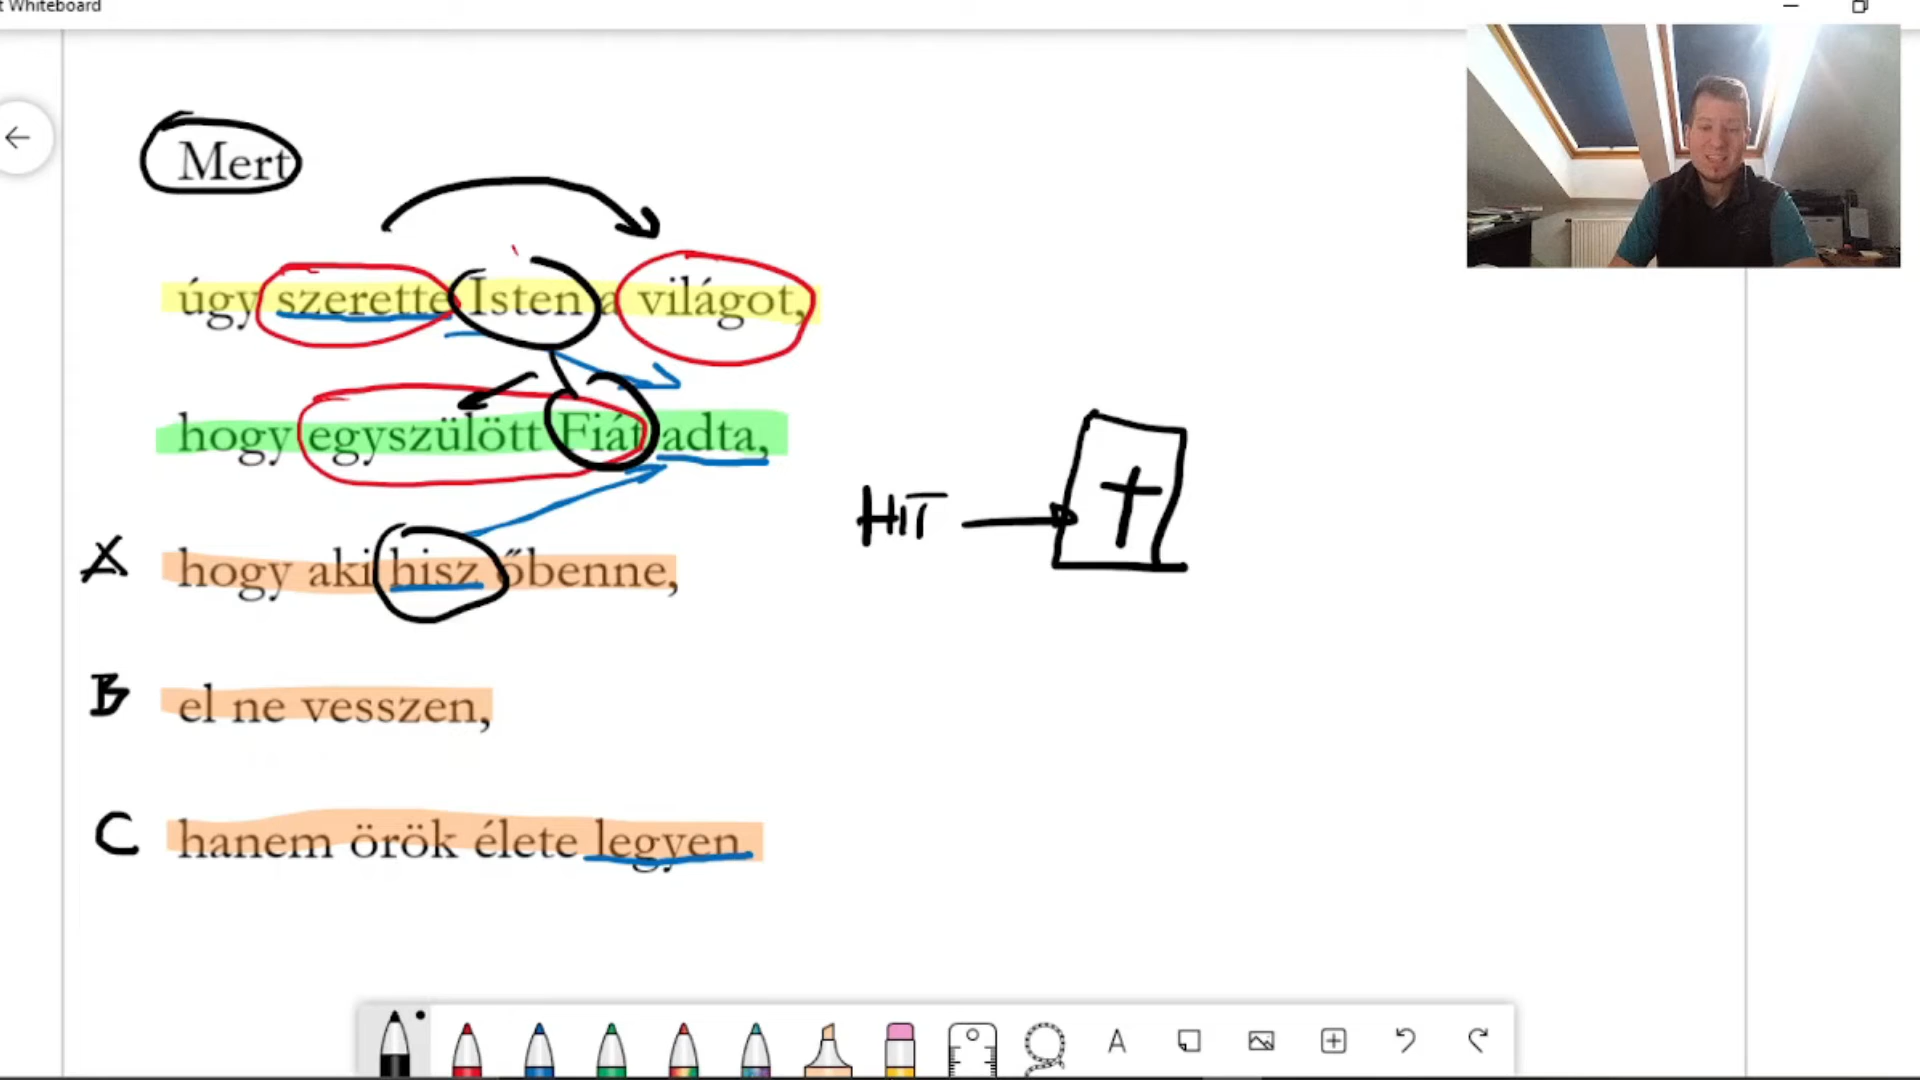 Whiteboard
Mert
úgy szerette Isten a világot,
hogy egyszülött Fiát adta,
HIT
A hogy aki hisz őbenne,
B el ne vesszen,
C hanem örök élete legyen.